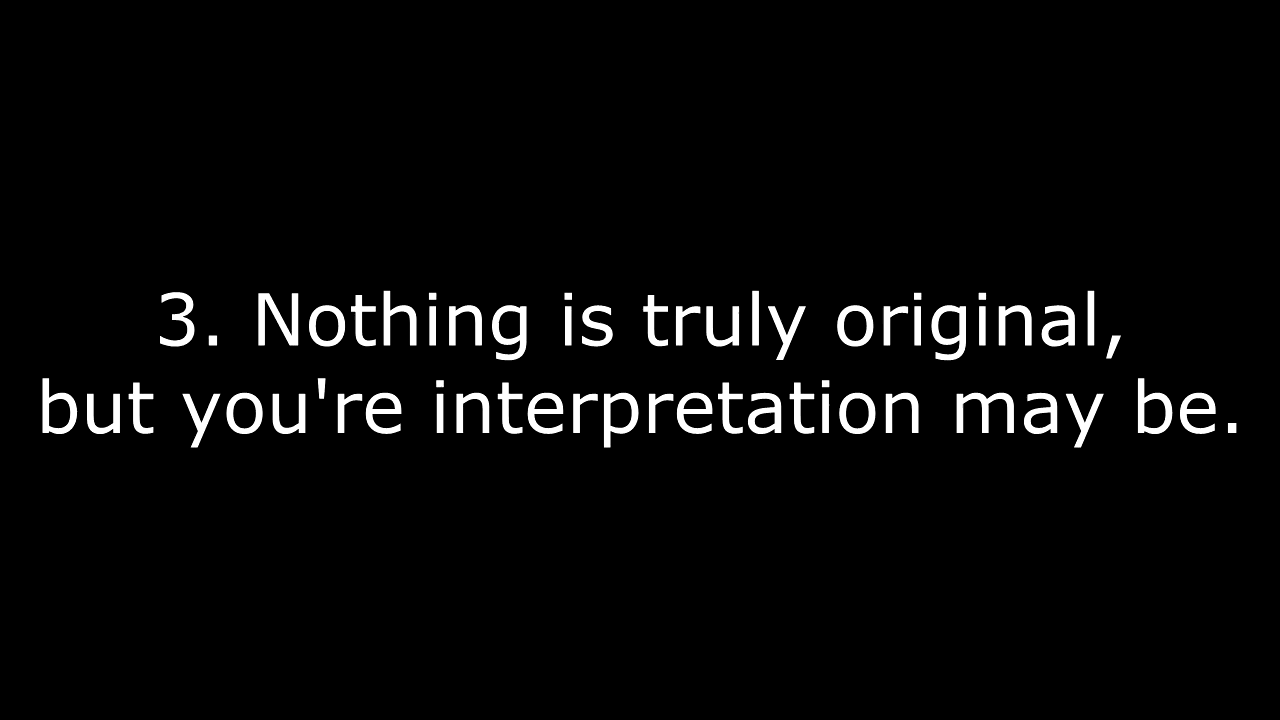 3. Nothing is truly original,
but you're interpretation may be.